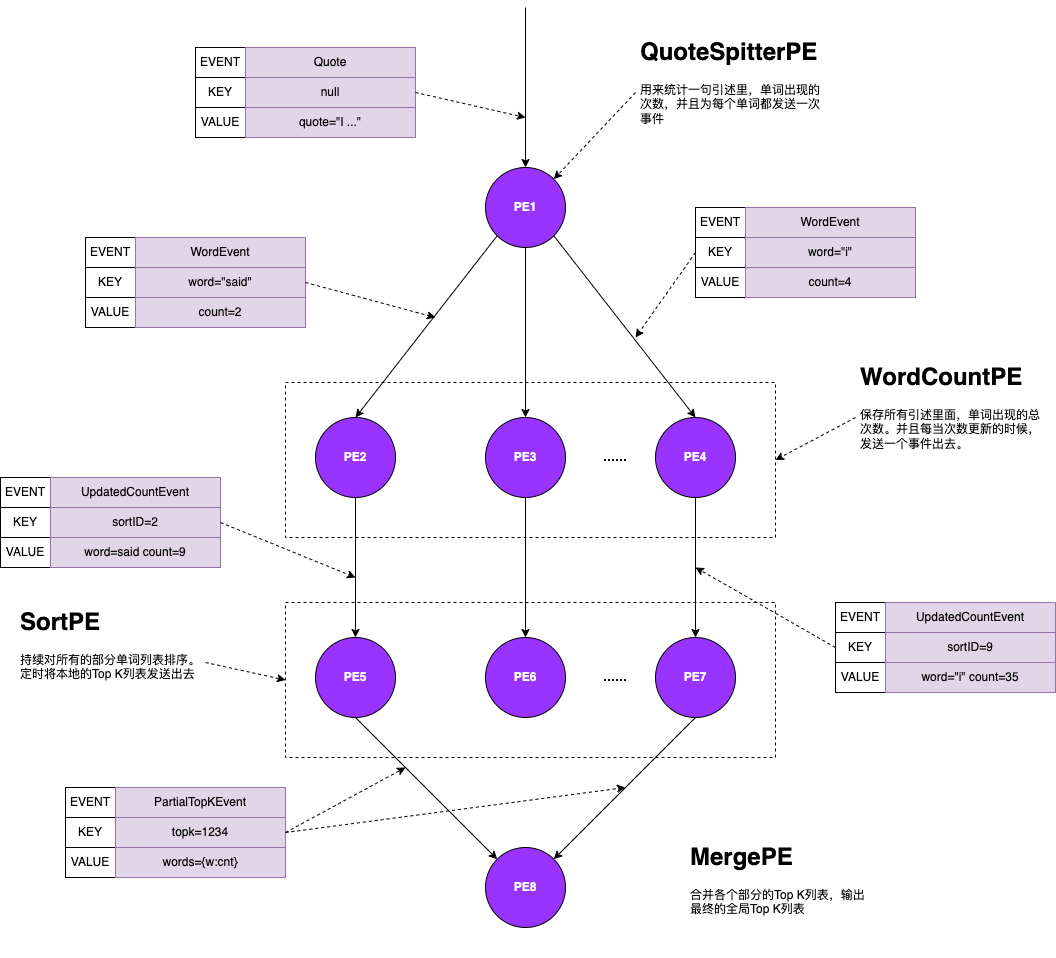 QuoteSpitterPE
用来统计一句引述里，单词出现的
次数，并且为每个单词都发送一次
事件
EVENT Quote
KEY null
VALUE quote="I ..."
PE1
EVENT WordEvent
KEY word="said"
VALUE count=2
EVENT WordEvent
KEY word="i"
VALUE count=4
WordCountPE
保存所有引述里面，单词出现的总
次数。并且每当次数更新的时候，
发送一个事件出去。
PE2
PE3
......
PE4
EVENT UpdatedCountEvent
KEY sortID=2
VALUE word=said count=9
EVENT UpdatedCountEvent
KEY sortID=9
VALUE word="i" count=35
SortPE
持续对所有的部分单词列表排序。
定时将本地的Top K列表发送出去
PE5
PE6
......
PE7
EVENT PartialTopKEvent
KEY topk=1234
VALUE words={w:cnt}
PE8
MergePE
合并各个部分的Top K列表，输出
最终的全局Top K列表